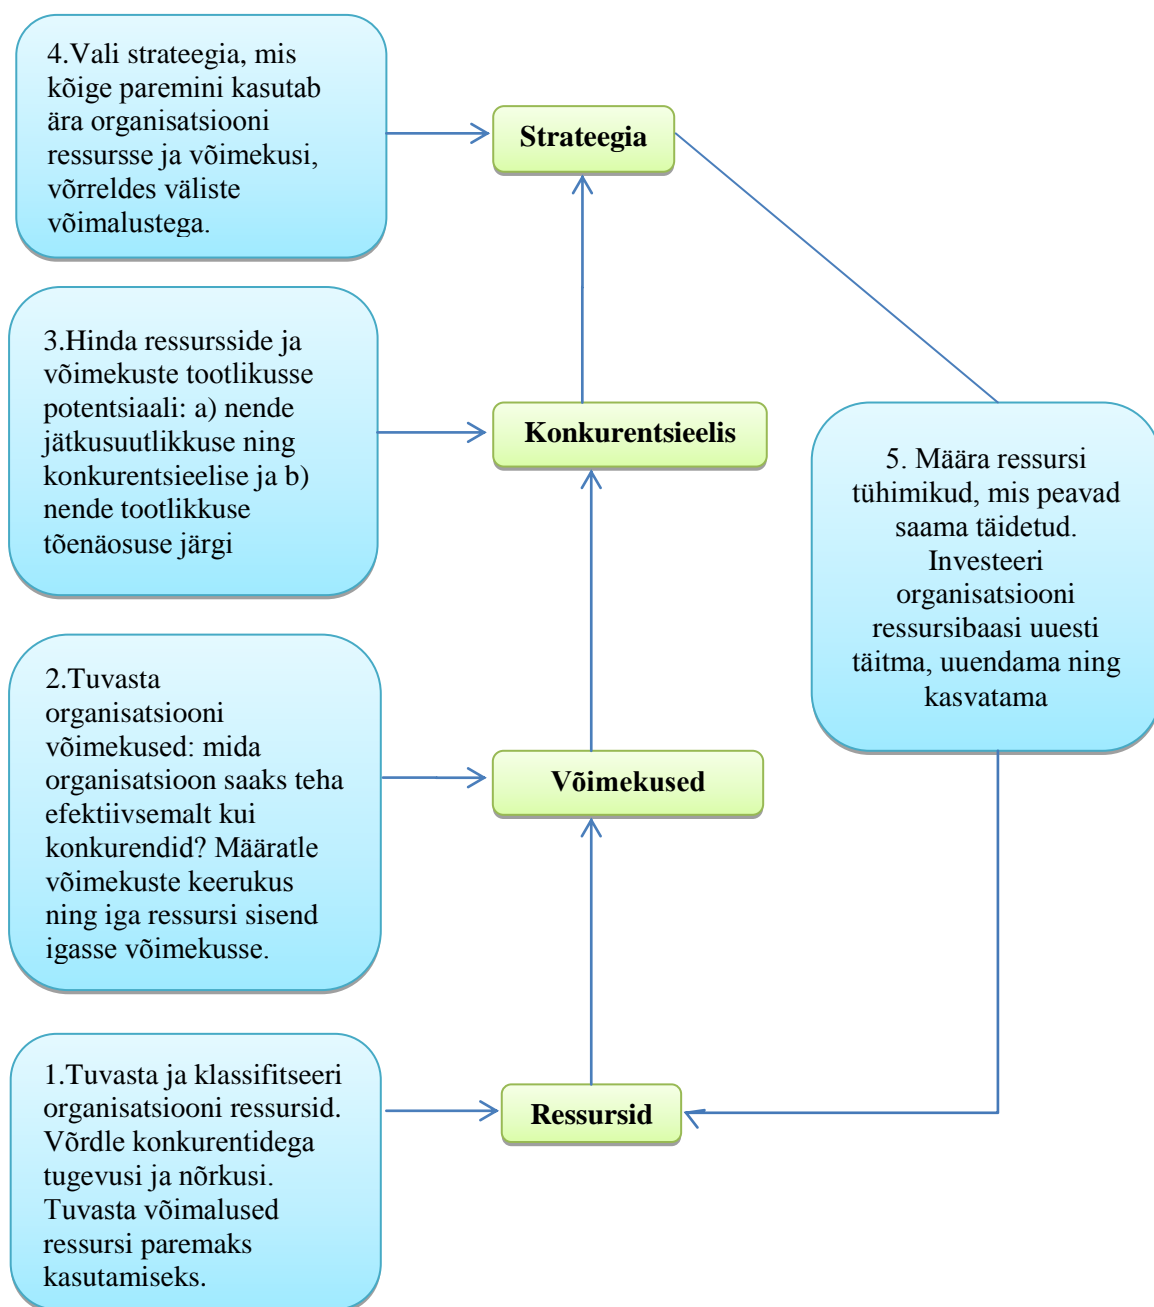 4.Vali strateegia, mis
kõige paremini kasutab
ära organisatsiooni
ressursse ja võimekusi,
võrreldes väliste
võimalustega.
Strateegia
3.Hinda ressursside ja
võimekuste tootlikusse
potentsiaali: a) nende
jätkusuutlikkuse ning
konkurentsieelise ja b)
nende tootlikkuse
tõenäosuse järgi
Konkurentsieelis
5. Määra ressursi
tühimikud, mis peavad
saama täidetud.
Investeeri
organisatsiooni
ressursibaasi uuesti
täitma, uuendama ning
kasvatama
2.Tuvasta
organisatsiooni
võimekused: mida
organisatsioon saaks teha
efektiivsemalt kui
konkurendid? Määratle
võimekuste keerukus
ning iga ressursi sisend
igasse võimekusse.
Võimekused
1.Tuvasta ja klassifitseeri
organisatsiooni ressursid.
Võrdle konkurentidega
tugevusi ja nõrkusi.
Tuvasta võimalused
ressursi paremaks
kasutamiseks.
Ressursid